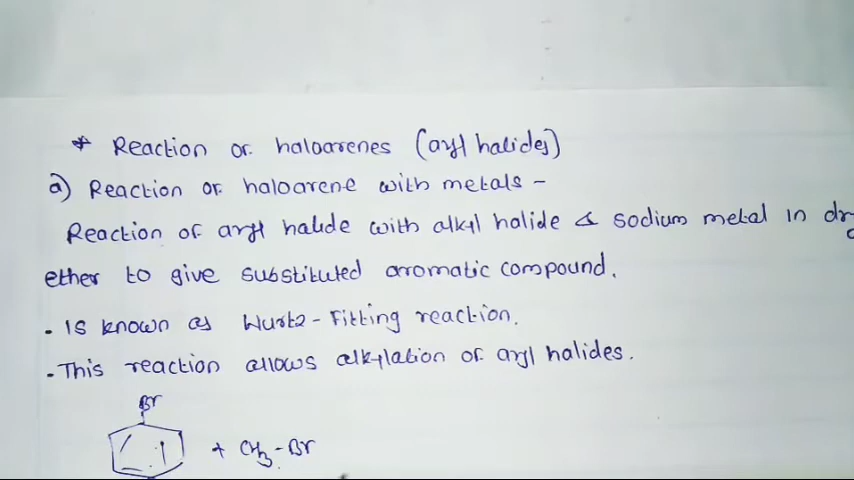 * Reaction of haloarenes (aryl halides)
a) Reaction of haloarene with metals -
Reaction of aryl halide with alkyl halide & sodium metal in dry
ether to give substituted aromatic compound.
. Is known as Wurtz - Fitting reaction.
. This reaction allows alkylation of aryl halides.
Br
+ CH3 - Br